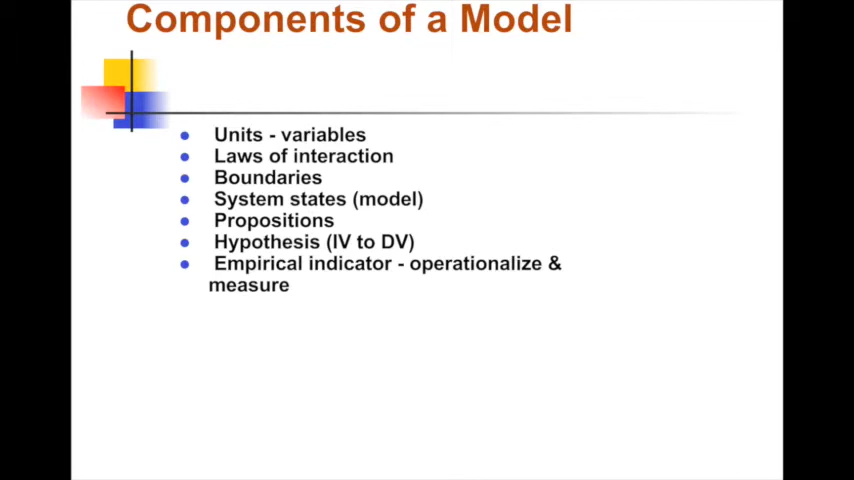 Components of a Model
Units - variables
Laws of interaction
Boundaries
System states (model)
Propositions
Hypothesis (IV to DV)
Empirical indicator - operationalize &
measure